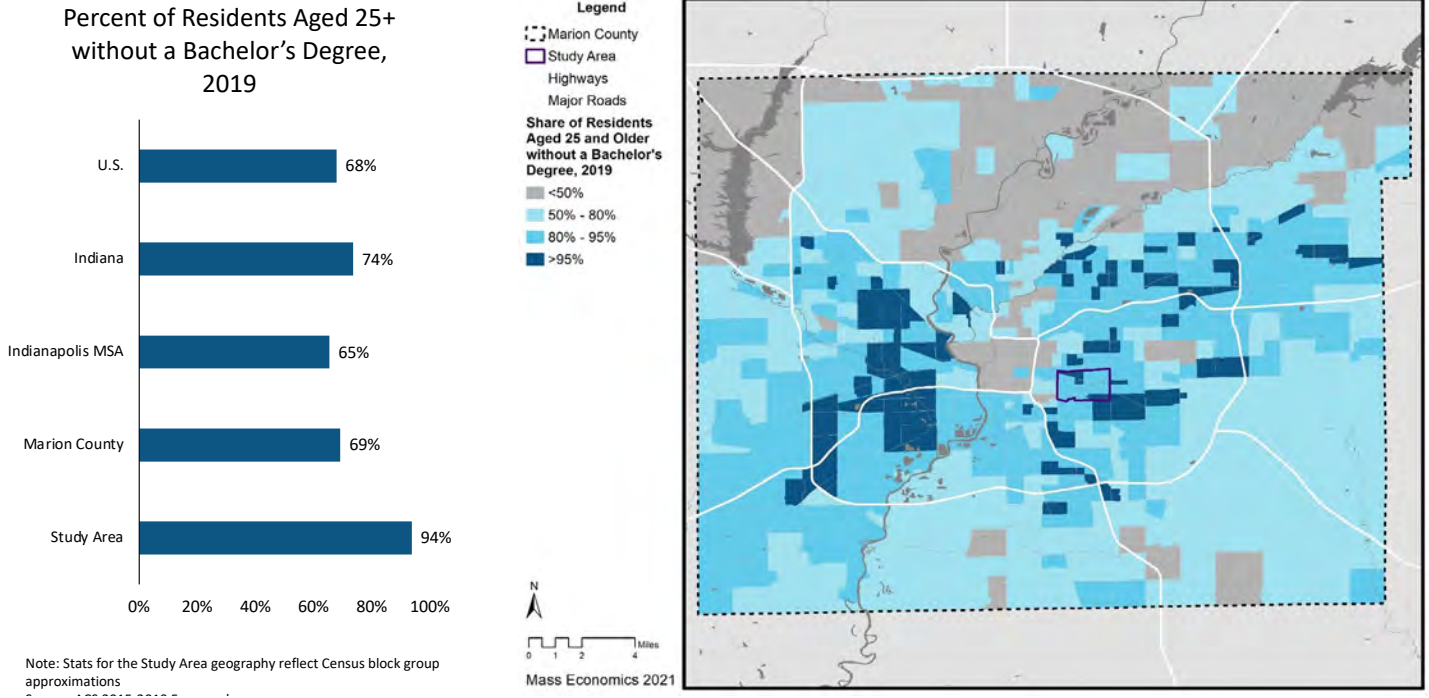 Percent of Residents Aged 25+
without a Bachelor's Degree,
2019
U.S.
68%
Indiana
74%
Indianapolis MSA
65%
Marion County
69%
Study Area
94%
0% 20% 40% 60% 80% 100%
Note: Stats for the Study Area geography reflect Census block group
approximations
Legend
Marion County
Study Area
Highways
Major Roads
Share of Residents
Aged 25 and Older
without a Bachelor's
Degree, 2019
<50%
50% - 80%
80% - 95%
>95%
N
Miles
0 1 2 4
Mass Economics 2021